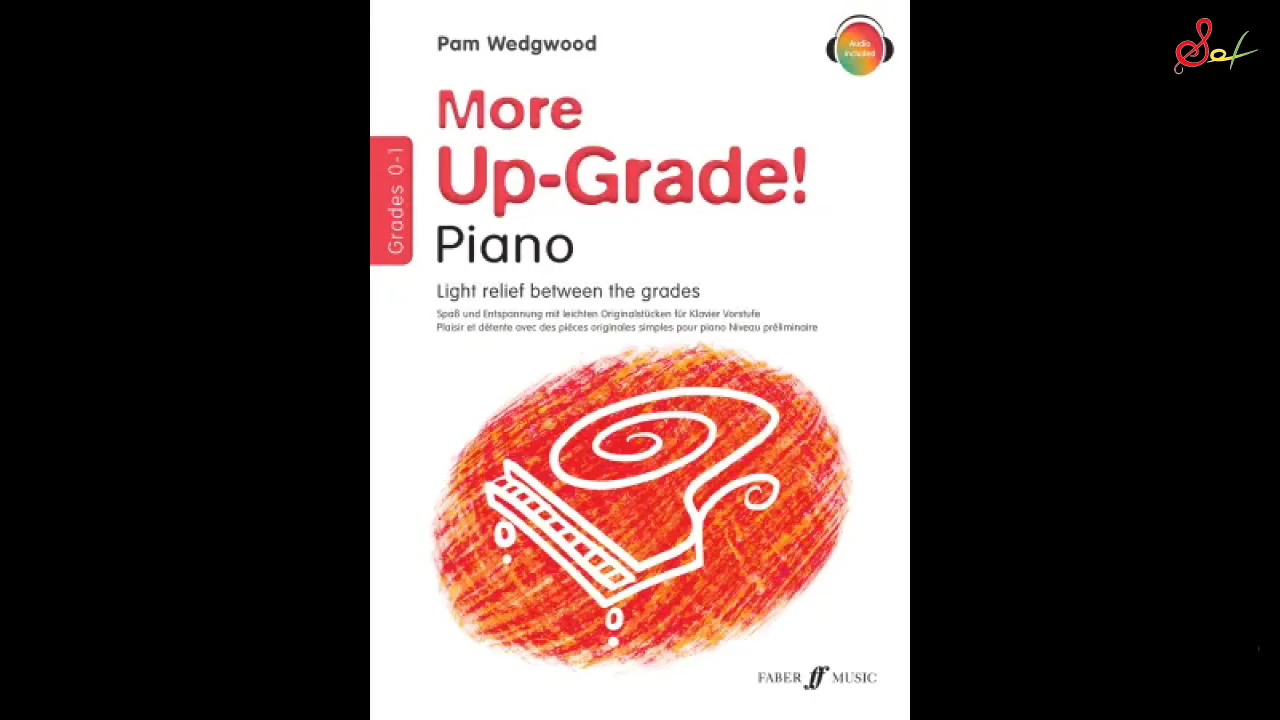 Pam Wedgwood
Audio
included
Sol
More
Up-Grade!
Grades 0-1
Piano
Light relief between the grades
Spaß und Entspannung mit leichten Originalstücken für Klavier Vorstufe
Plaisir et détente avec des pièces originales simples pour piano Niveau préliminaire
FABER ff MUSIC